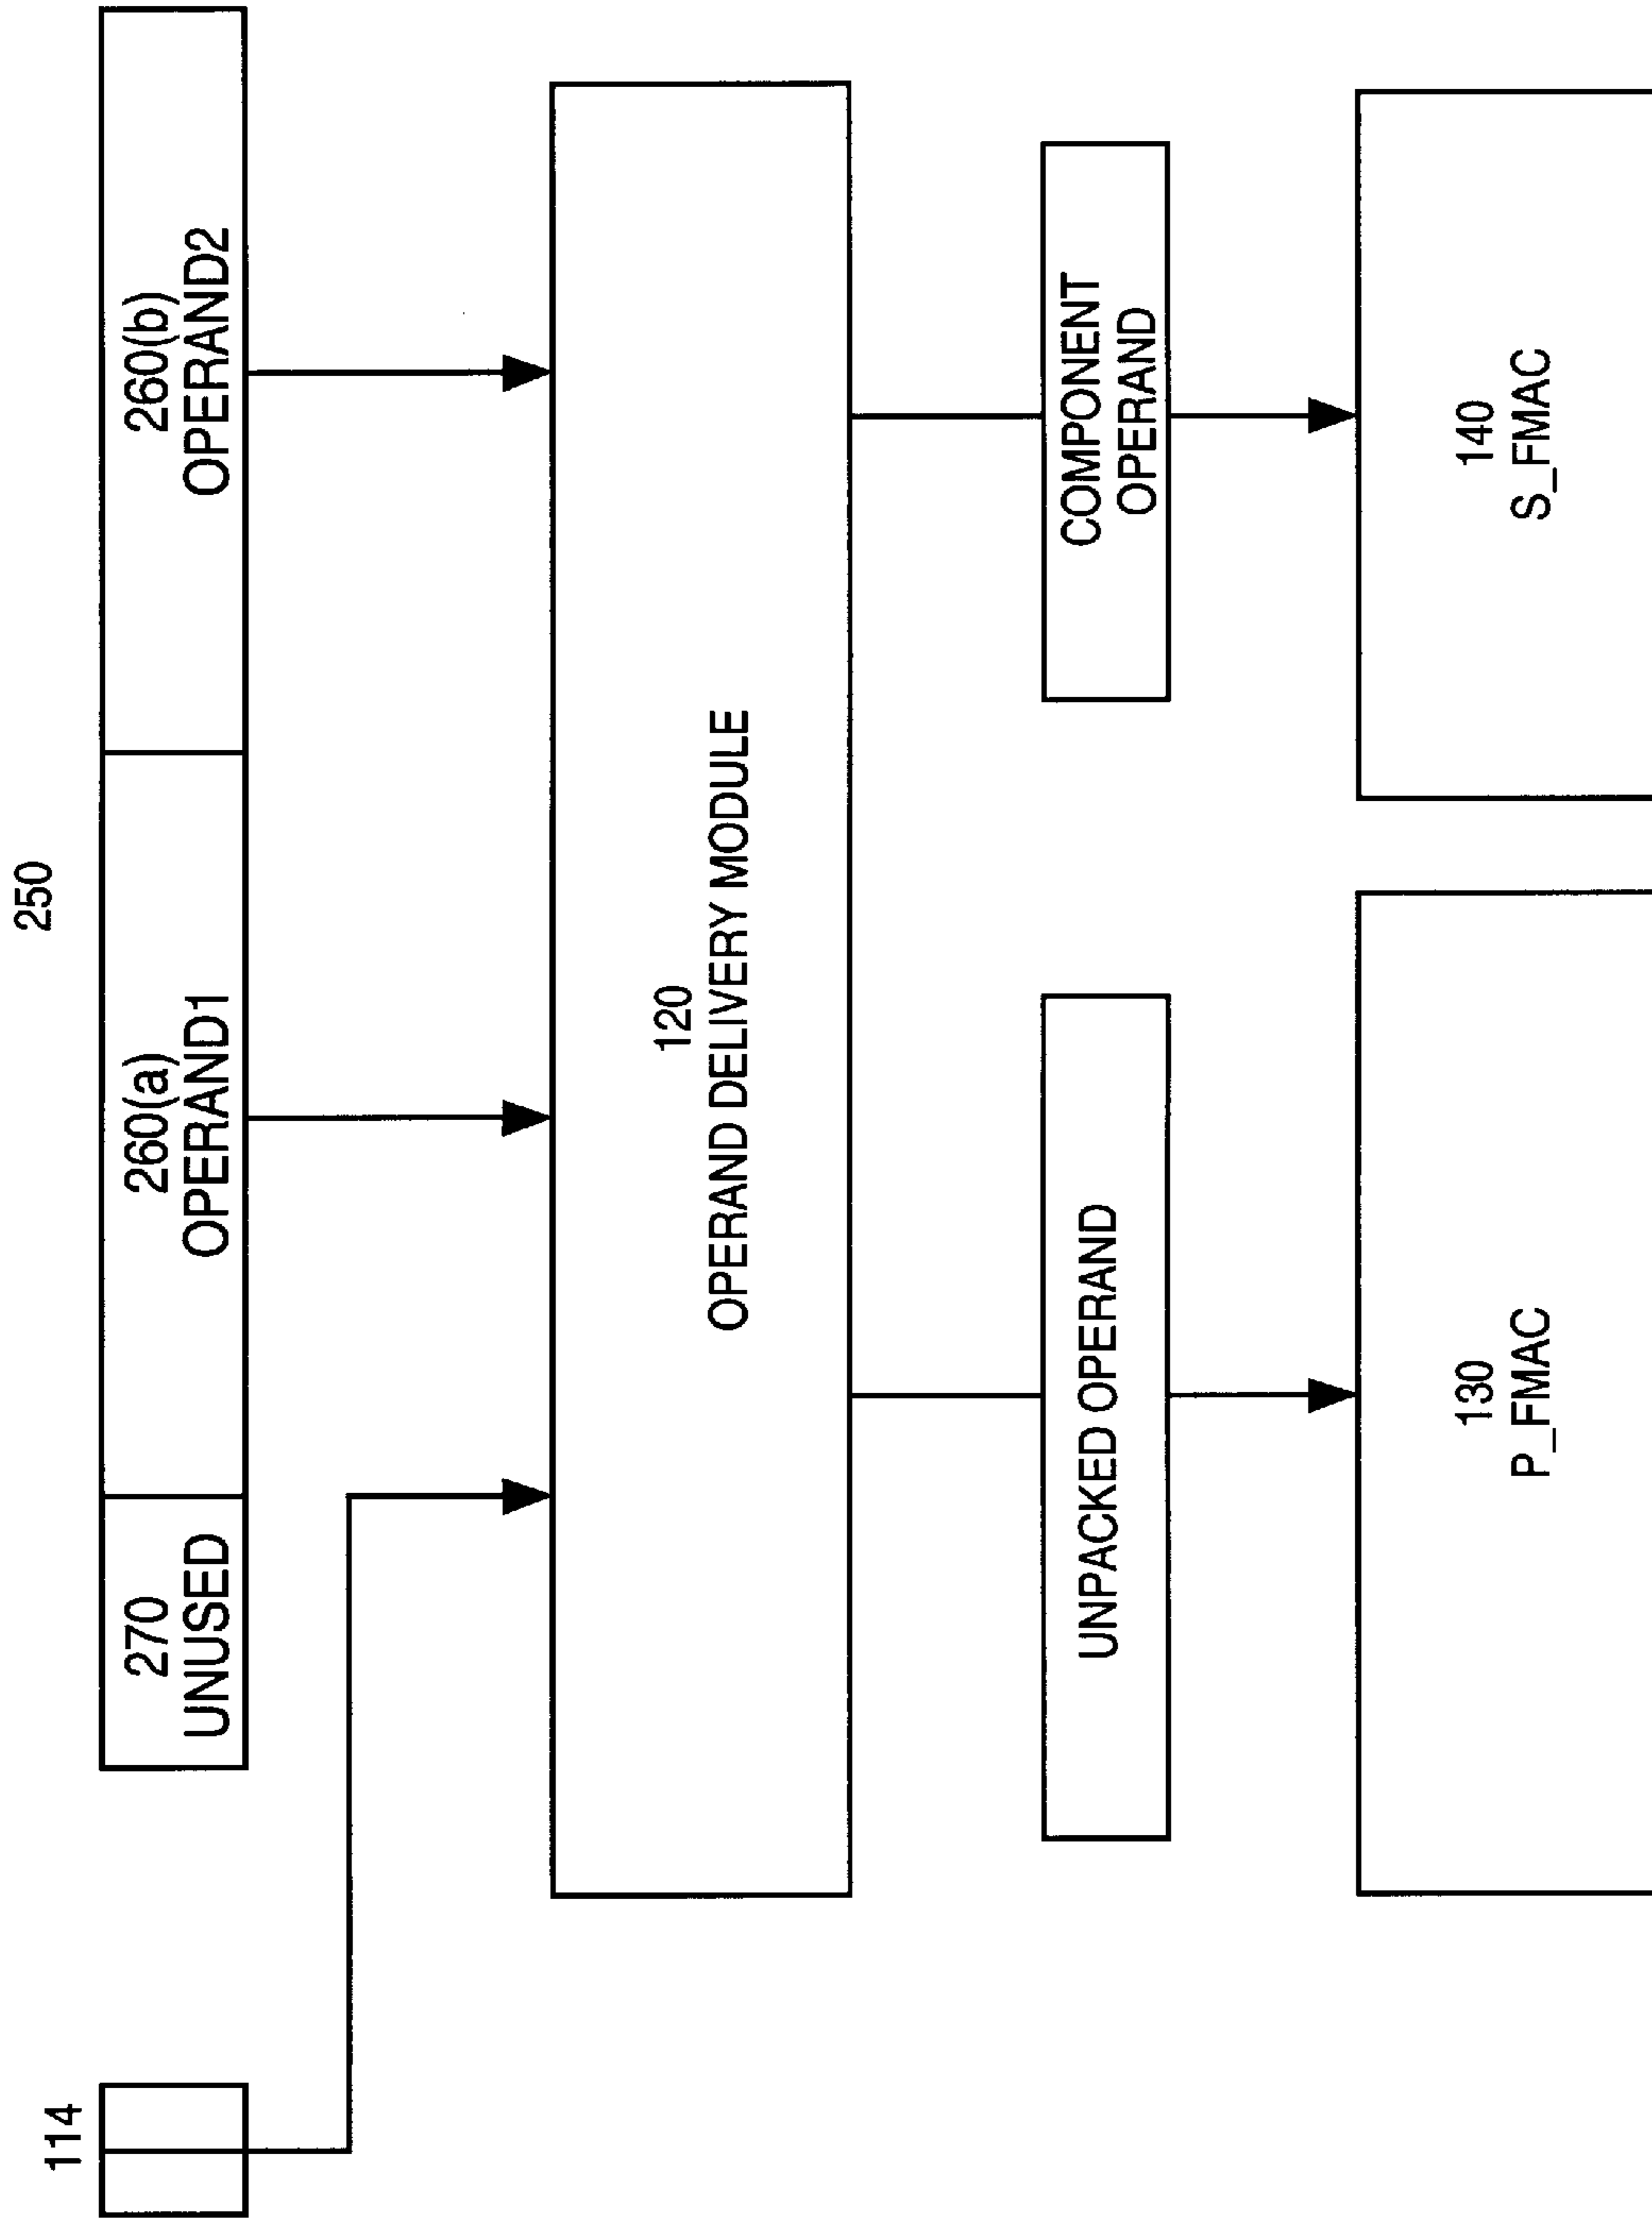 250
114
270
UNUSED
260(a)
OPERAND1
260(b)
OPERAND2
120
OPERAND DELIVERY MODULE
UNPACKED OPERAND
COMPONENT
OPERAND
130
P_FMAC
140
S_FMAC